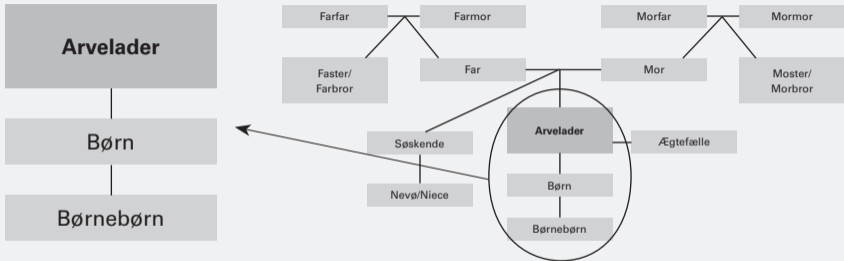 Arvelader
Børn
Børnebørn
Farfar
Farmor
Morfar
Mormor
Faster/
Farbror
Far
Mor
Moster/
Morbror
Søskende
Arvelader
Ægtefælle
Nevø/Niece
Børn
Børnebørn